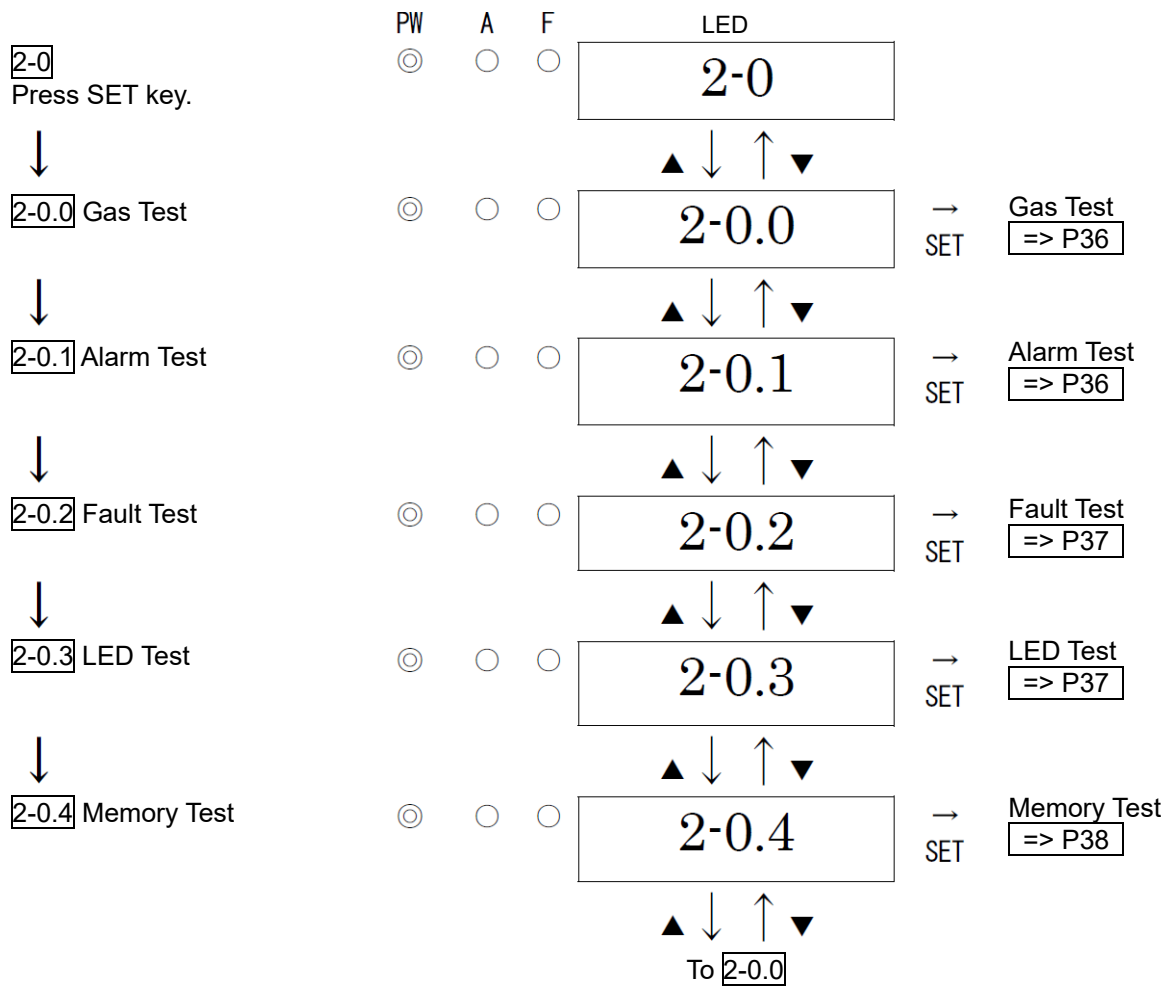 PW A F LED
2-0 ◎ ○ ○ 2-0
Press SET key.
↓ ▲ ↓ ↑ ▼
2-0.0 Gas Test ◎ ○ ○ 2-0.0 → Gas Test
SET => P36
↓ ▲ ↓ ↑ ▼
2-0.1 Alarm Test ◎ ○ ○ 2-0.1 → Alarm Test
SET => P36
↓ ▲ ↓ ↑ ▼
2-0.2 Fault Test ◎ ○ ○ 2-0.2 → Fault Test
SET => P37
↓ ▲ ↓ ↑ ▼
2-0.3 LED Test ◎ ○ ○ 2-0.3 → LED Test
SET => P37
↓ ▲ ↓ ↑ ▼
2-0.4 Memory Test ◎ ○ ○ 2-0.4 → Memory Test
SET => P38
▲ ↓ ↑ ▼
To 2-0.0